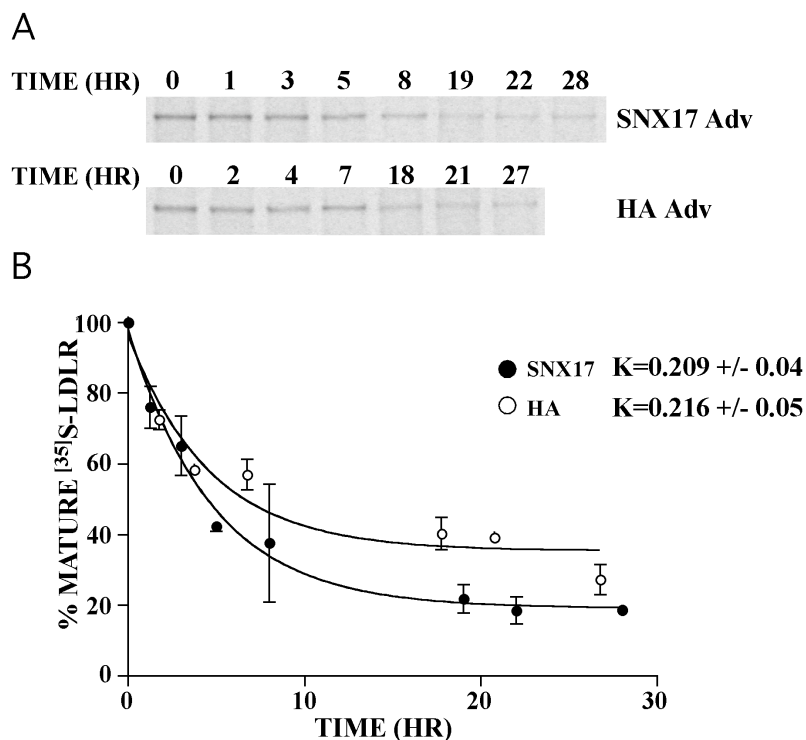 A
TIME (HR) 0 1 3 5 8 19 22 28
SNX17 Adv
TIME (HR) 0 2 4 7 18 21 27
HA Adv
B
% MATURE [35]S-LDLR
100
80
60
40
20
0
SNX17 K=0.209 +/- 0.04
HA K=0.216 +/- 0.05
0 10 20 30
TIME (HR)